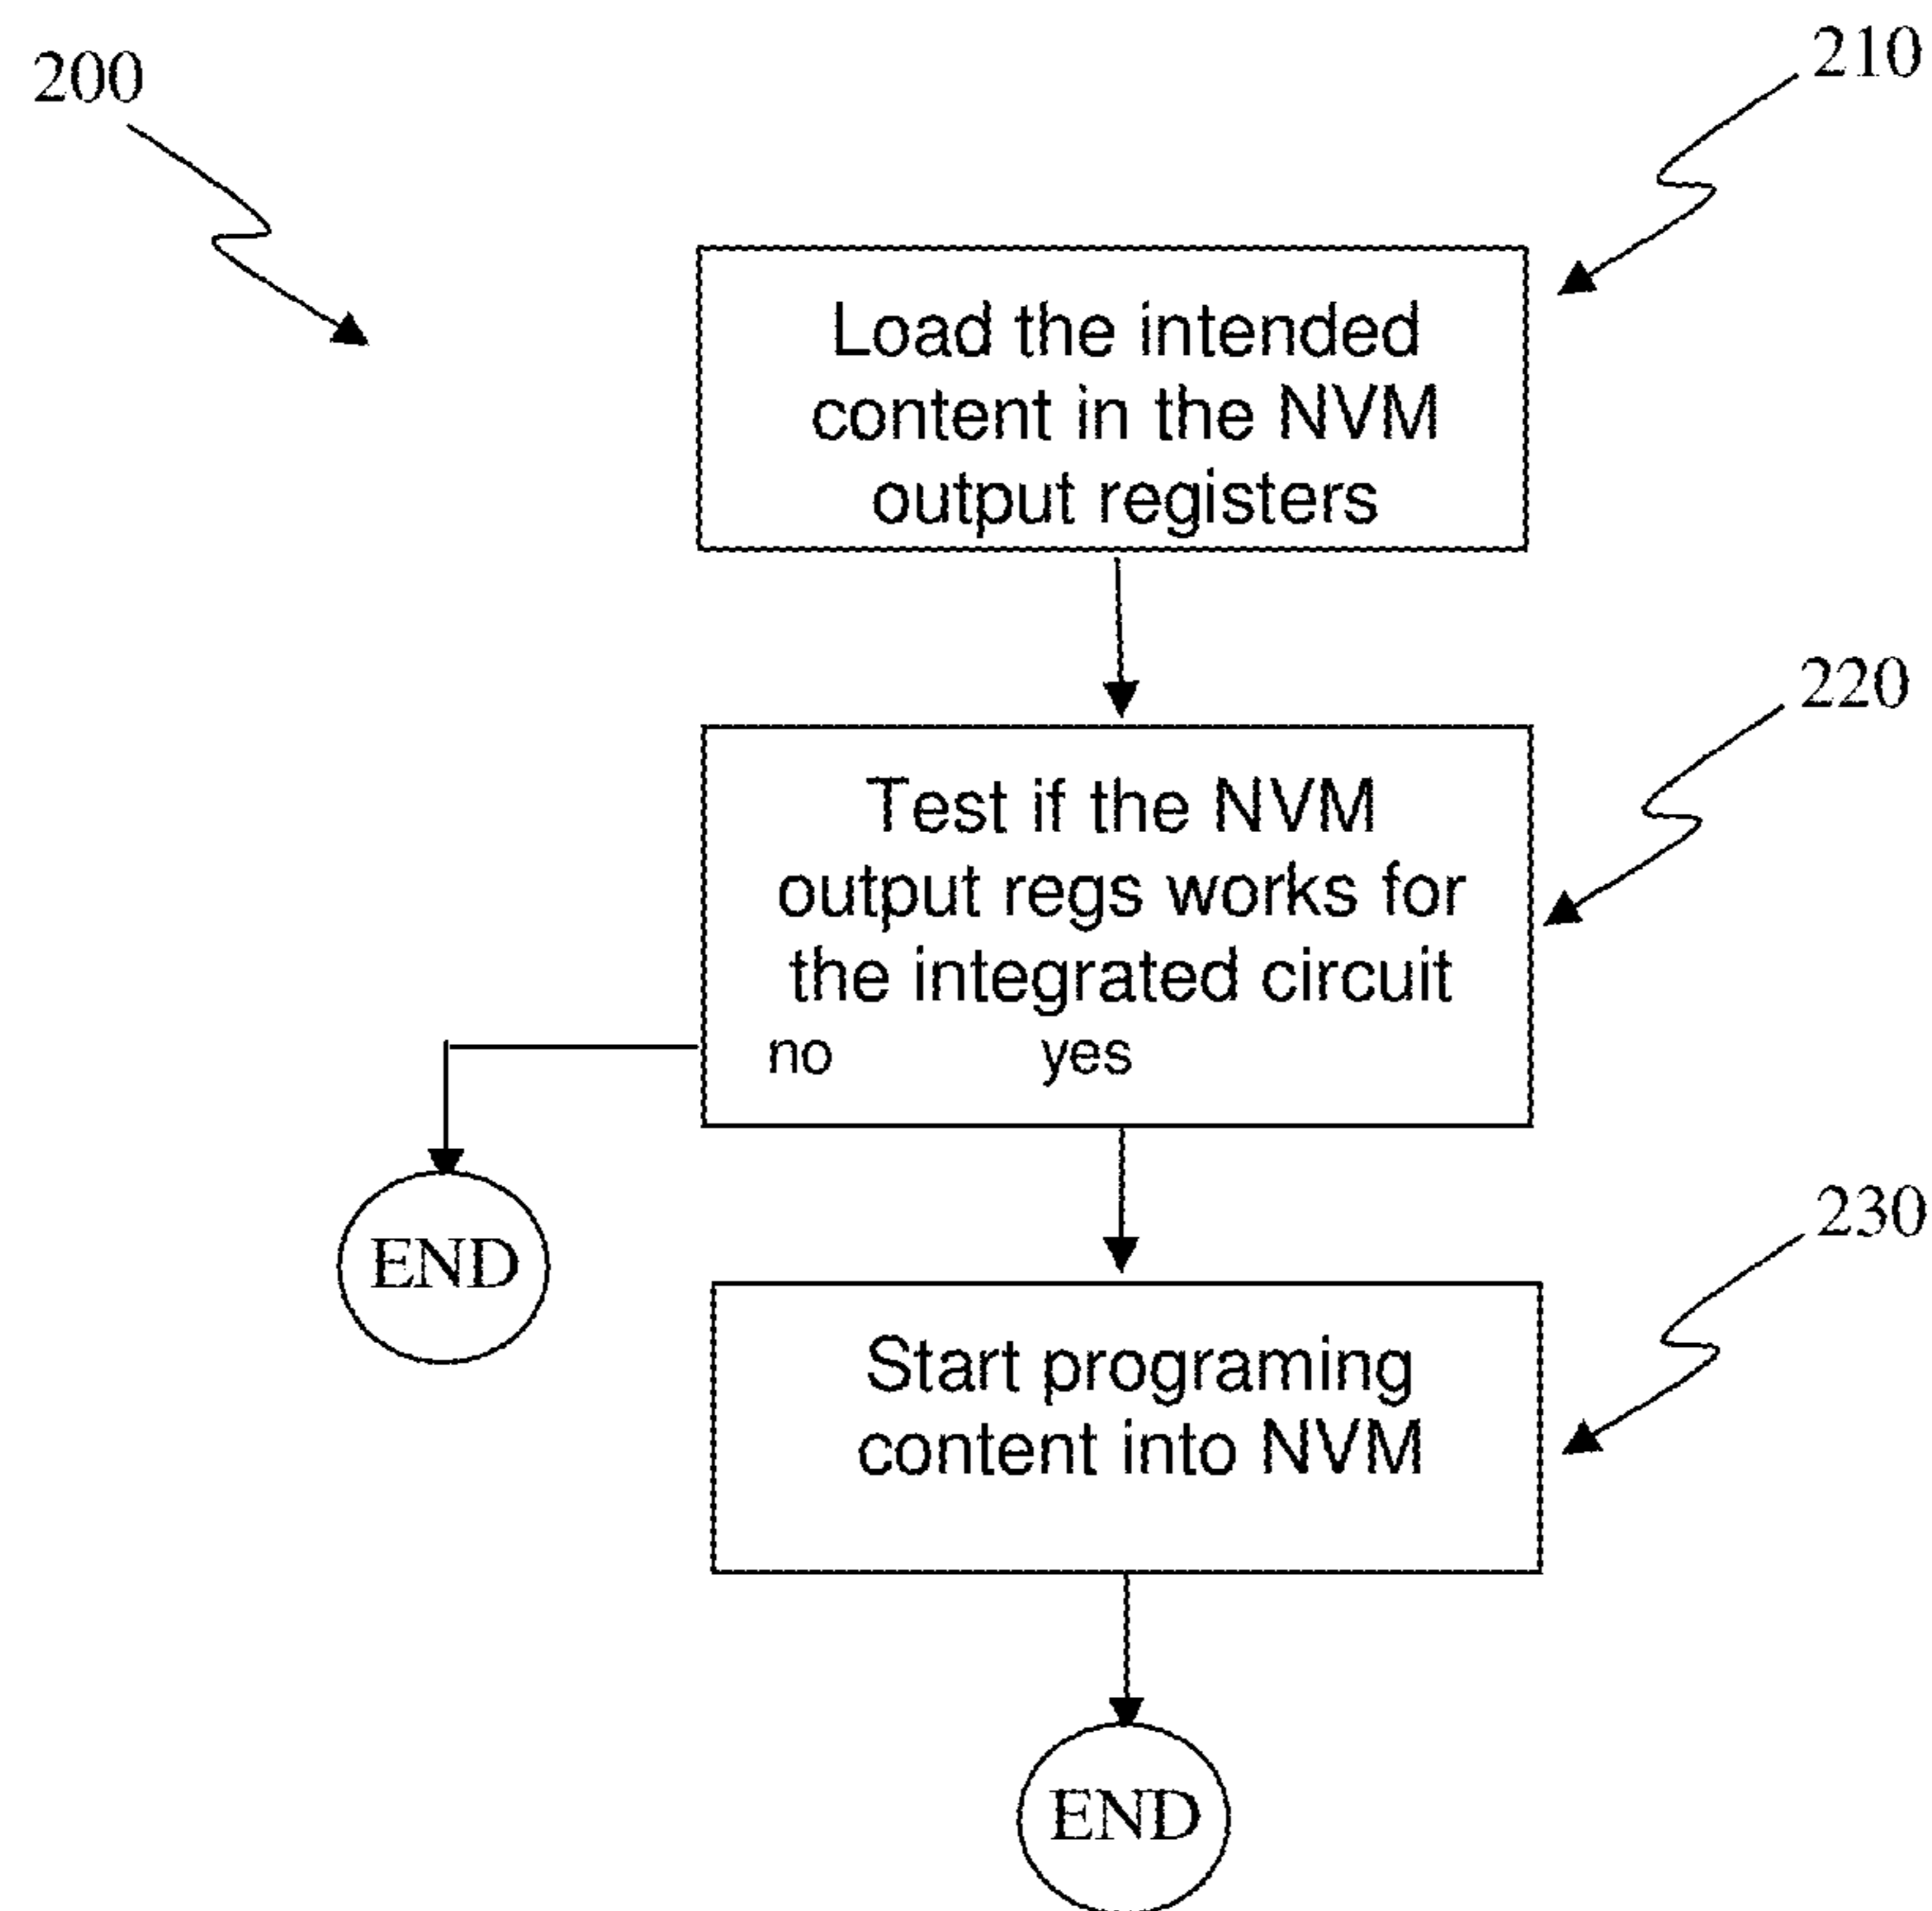 200
210
Load the intended
content in the NVM
output registers
220
Test if the NVM
output regs works for
the integrated circuit
no yes
END
230
Start programing
content into NVM
END